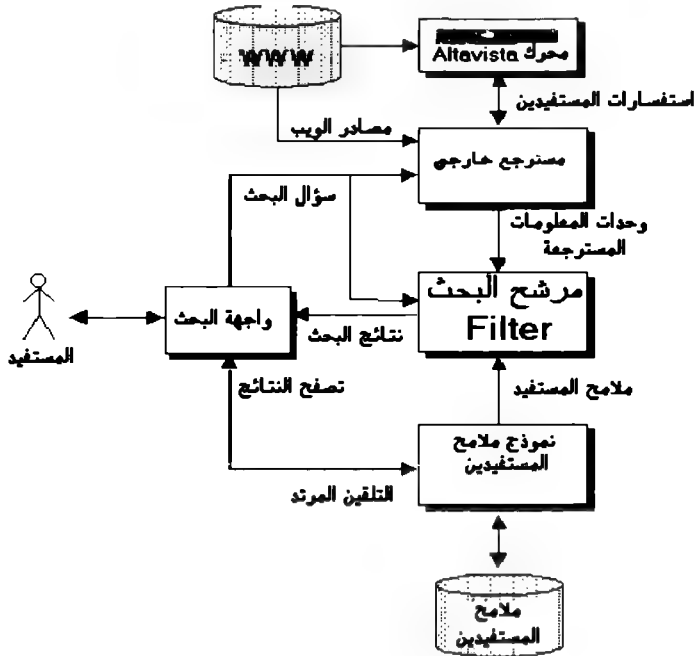 WWW
محرك Altavista
استفسارات المستفيدين
مصادر الويب
مسترجع خارجي
سؤال البحث
وحدات المعلومات
المسترجعة
مرشح البحث
Filter
واجهة البحث
نتائج البحث
المستفيد
تصفح النتائج
ملامح المستفيد
نموذج ملامح
المستفيدين
التلقين المرتد
ملامح
المستفيدين